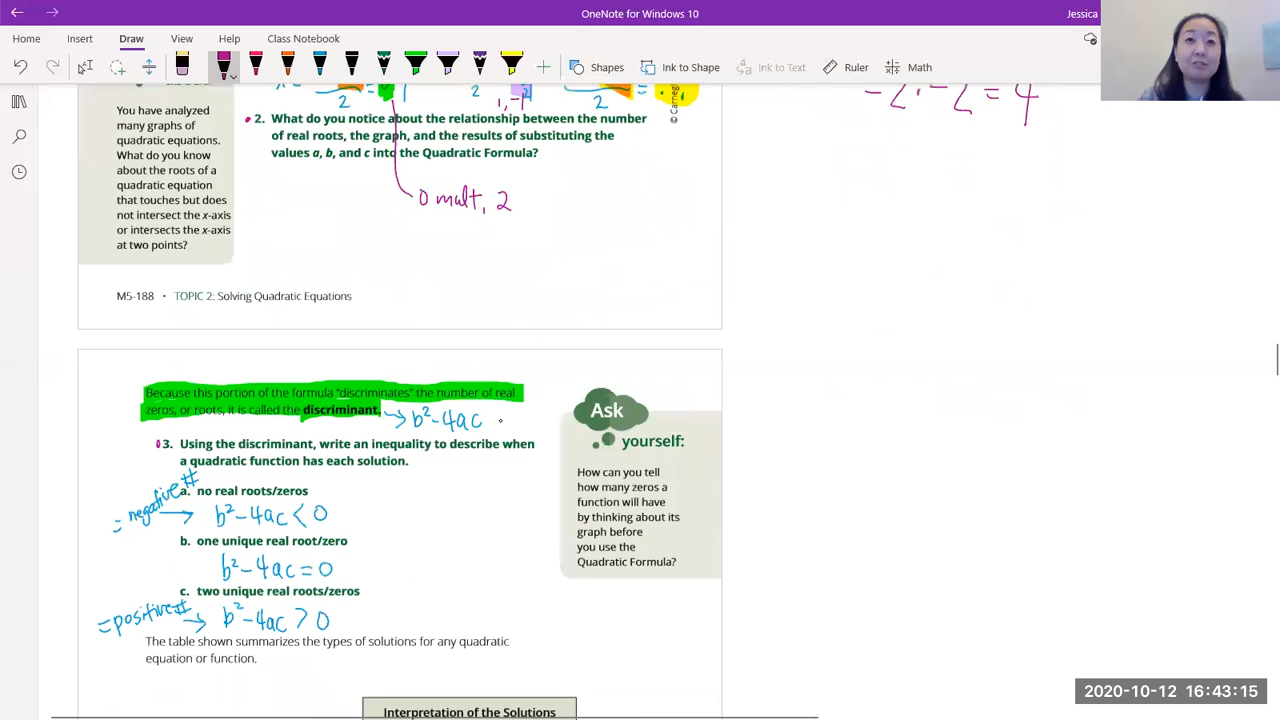 OneNote for Windows 10
Jessica
Home Insert Draw View Help Class Notebook
Shapes Ink to Shape Ink to Text Ruler Math
2 2 2
1, -1
-2 · -2 = 4
You have analyzed
many graphs of
quadratic equations.
What do you know
about the roots of a
quadratic equation
that touches but does
not intersect the x-axis
or intersects the x-axis
at two points?
2. What do you notice about the relationship between the number
of real roots, the graph, and the results of substituting the
values a, b, and c into the Quadratic Formula?
0 mult, 2
M5-188 • TOPIC 2: Solving Quadratic Equations
Because this portion of the formula “discriminates” the number of real
zeros, or roots, it is called the discriminant. → b²-4ac
3. Using the discriminant, write an inequality to describe when
a quadratic function has each solution.
a. no real roots/zeros
= negative # → b²-4ac < 0
b. one unique real root/zero
b²-4ac = 0
c. two unique real roots/zeros
= positive # → b²-4ac > 0
The table shown summarizes the types of solutions for any quadratic
equation or function.
Ask
yourself:
How can you tell
how many zeros a
function will have
by thinking about its
graph before
you use the
Quadratic Formula?
Interpretation of the Solutions
2020-10-12 16:43:15